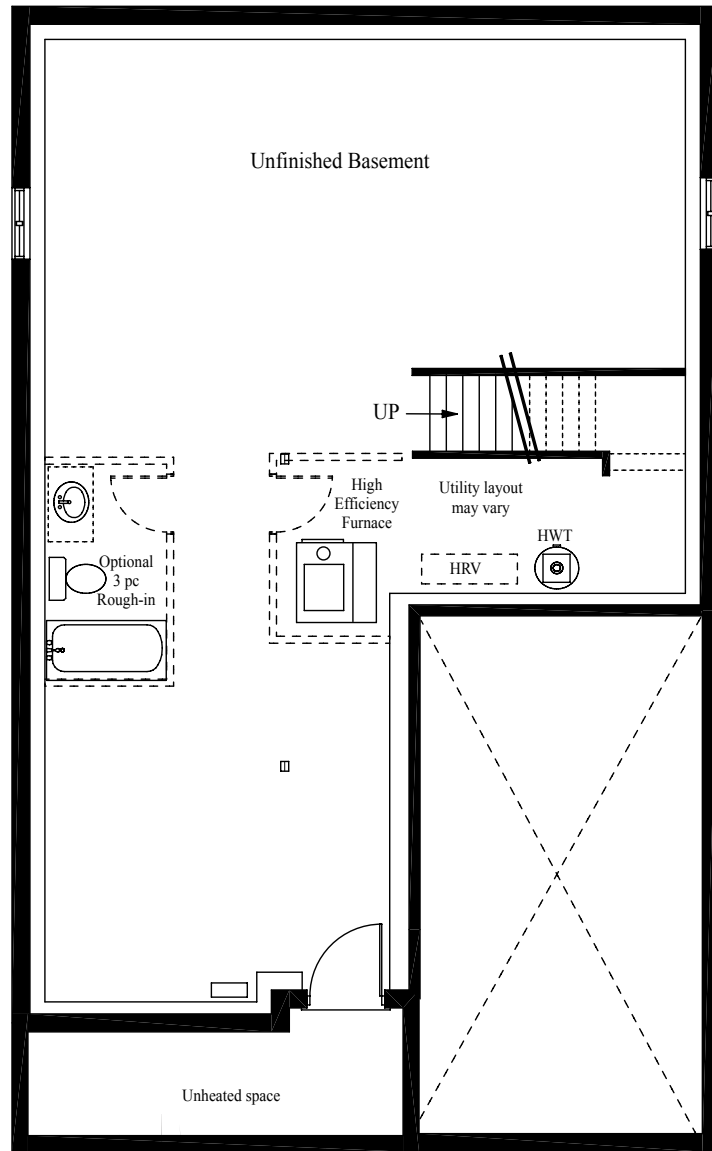 Unfinished Basement
UP
High
Efficiency
Furnace
Utility layout
may vary
HWT
HRV
Optional
3 pc
Rough-in
Unheated space